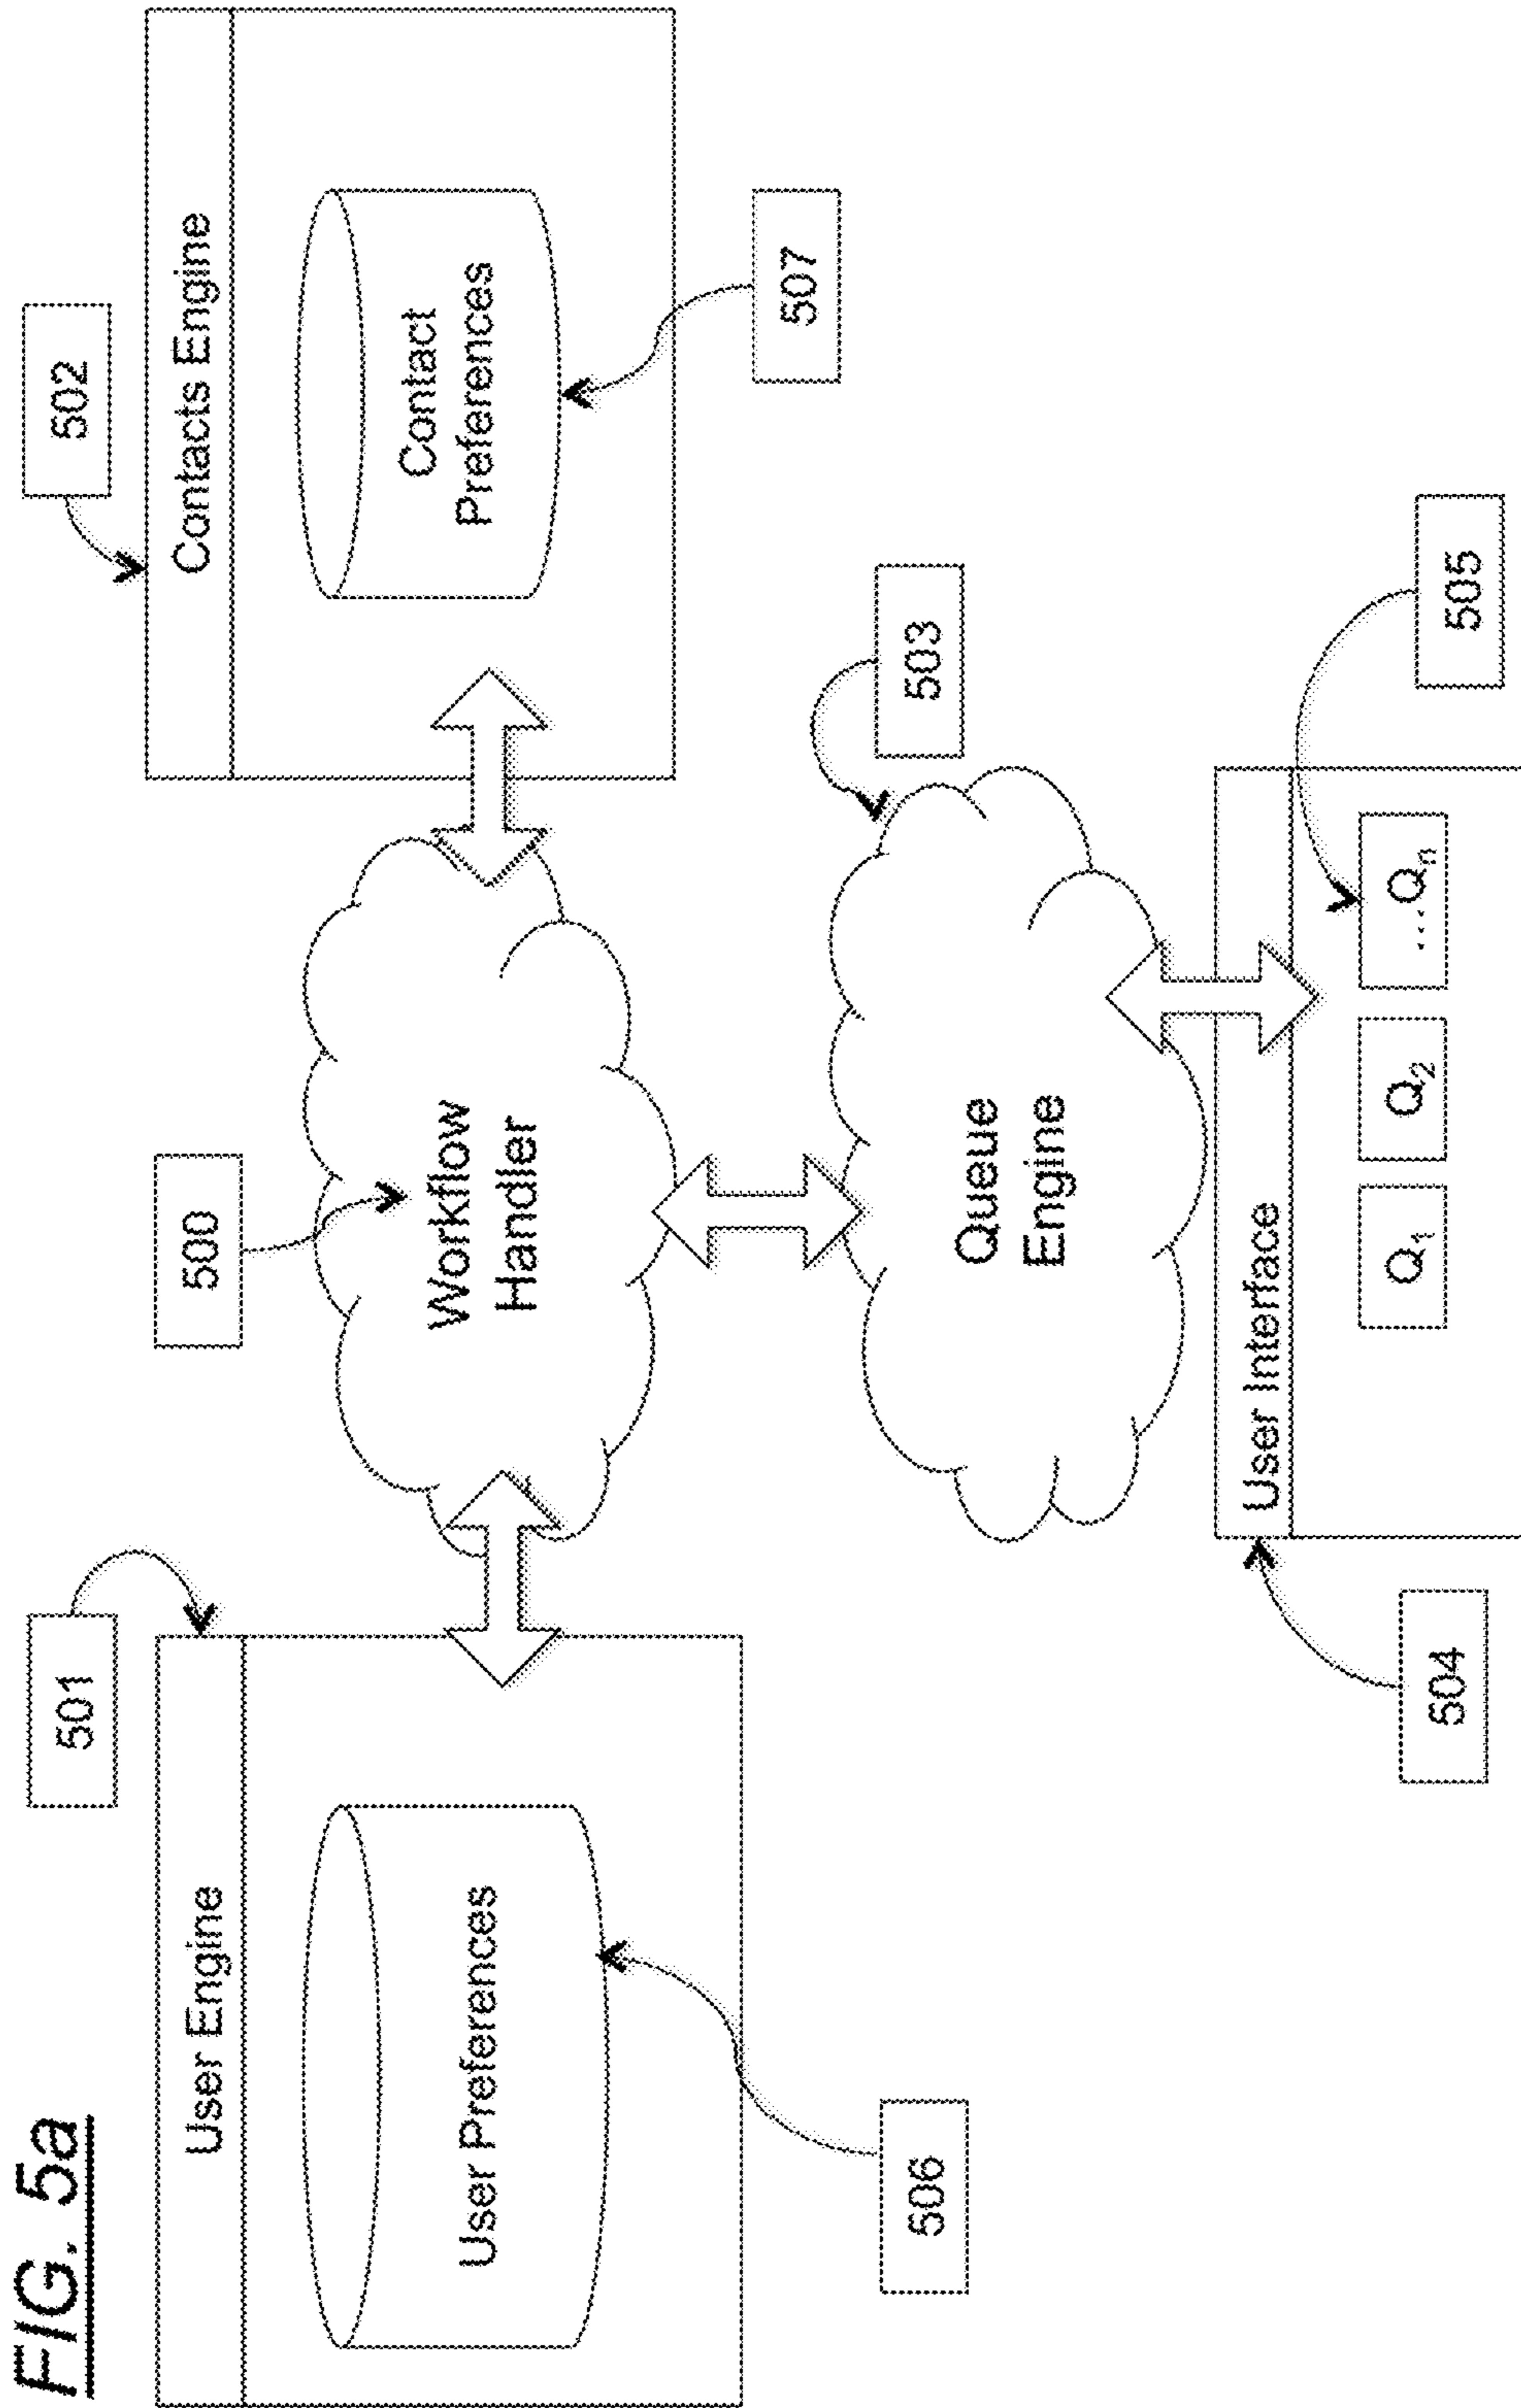 FIG. 5a
501
502
User Engine
500
Contacts Engine
User Preferences
Workflow
Handler
Contact
Preferences
506
503
507
Queue
Engine
User Interface
504
Q1
Q2
...Qn
505